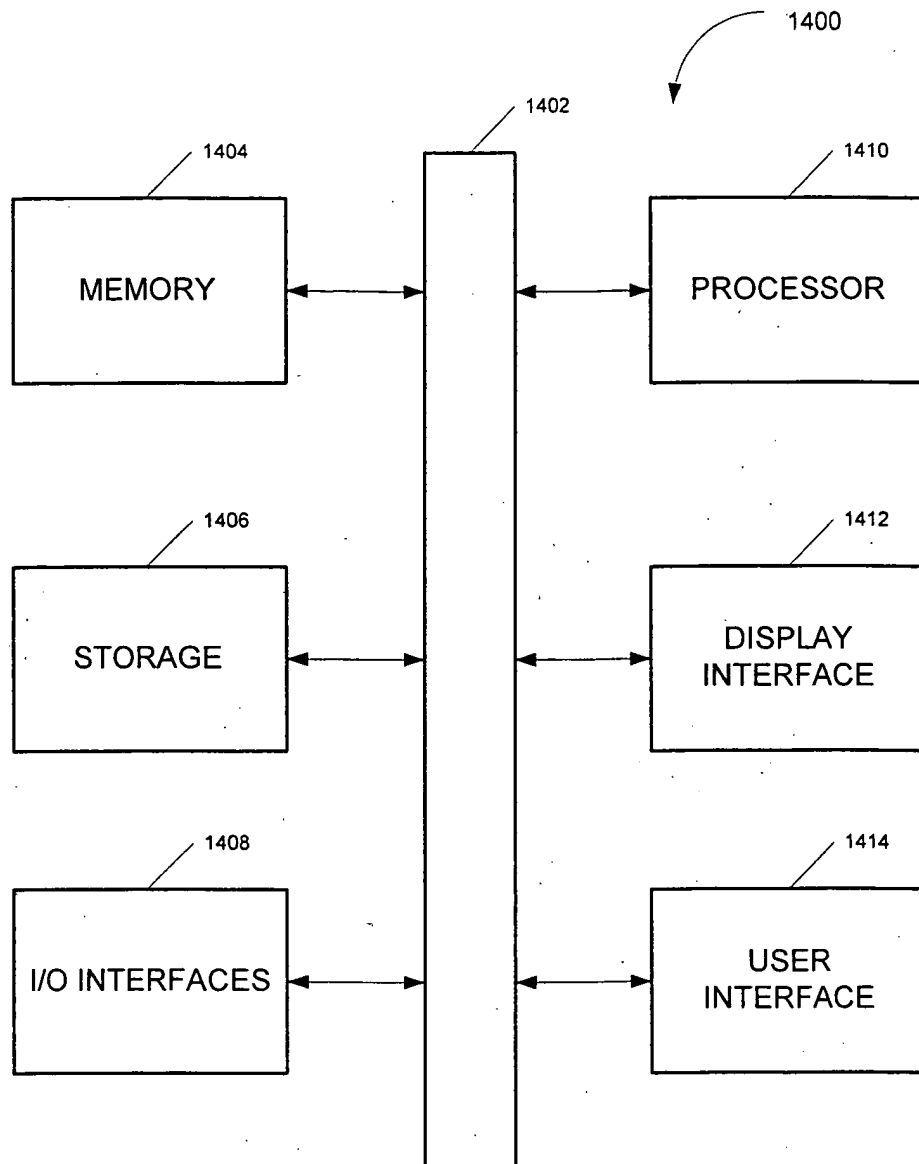 1400
1402
1404
1410
MEMORY
PROCESSOR
1406
1412
STORAGE
DISPLAY
INTERFACE
1408
1414
I/O INTERFACES
USER
INTERFACE